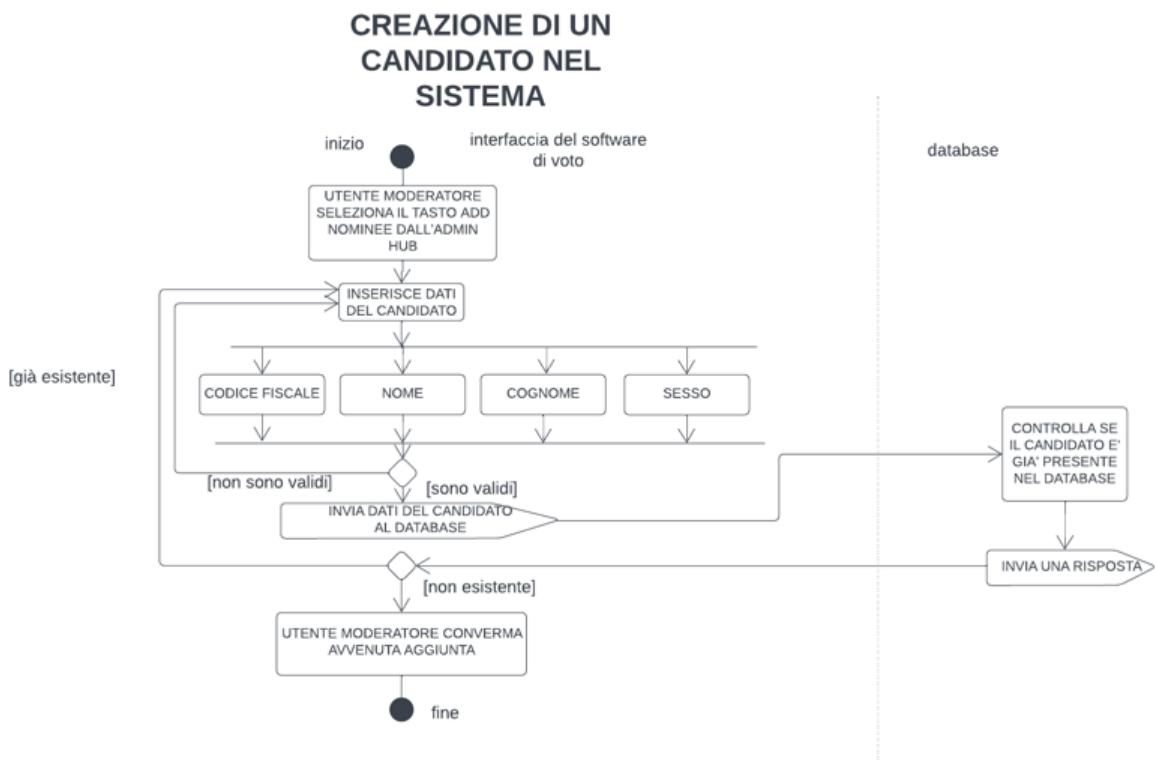 CREAZIONE DI UN
CANDIDATO NEL
SISTEMA
inizio
interfaccia del software
di voto
database
UTENTE MODERATORE
SELEZIONA IL TASTO ADD
NOMINEE DALL'ADMIN
HUB
INSERISCE DATI
DEL CANDIDATO
[già esistente]
CODICE FISCALE
NOME
COGNOME
SESSO
CONTROLLA SE
IL CANDIDATO E'
GIA' PRESENTE
NEL DATABASE
[non sono validi]
[sono validi]
INVIA DATI DEL CANDIDATO
AL DATABASE
INVIA UNA RISPOSTA
[non esistente]
UTENTE MODERATORE CONVERMA
AVVENUTA AGGIUNTA
fine